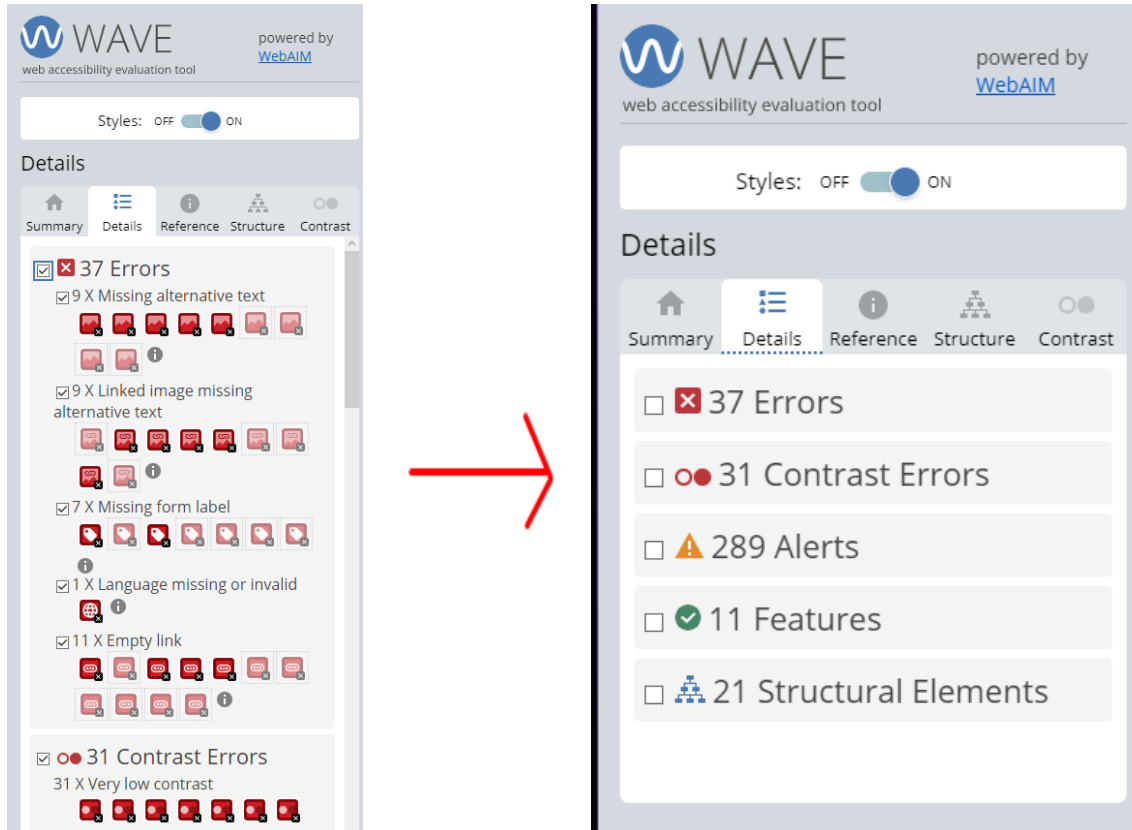 WAVE
powered by
WebAIM
web accessibility evaluation tool
Styles: OFF ON
Details
Summary Details Reference Structure Contrast
37 Errors
9 X Missing alternative text
9 X Linked image missing
alternative text
7 X Missing form label
1 X Language missing or invalid
11 X Empty link
31 Contrast Errors
31 X Very low contrast
WAVE
powered by
WebAIM
web accessibility evaluation tool
Styles: OFF ON
Details
Summary Details Reference Structure Contrast
37 Errors
31 Contrast Errors
289 Alerts
11 Features
21 Structural Elements